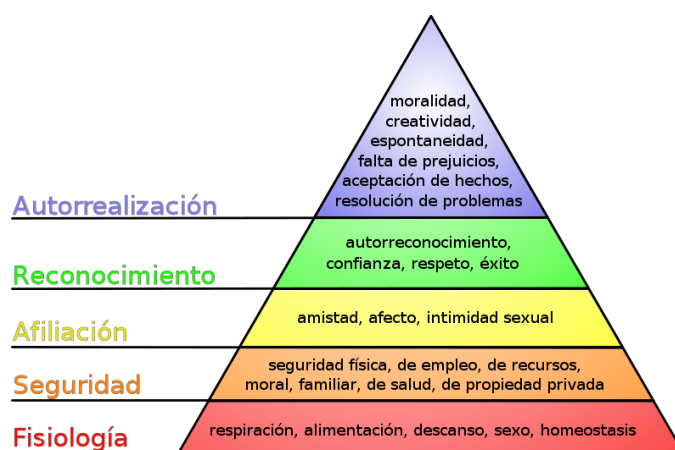 moralidad,
creatividad,
espontaneidad,
falta de prejuicios,
aceptación de hechos,
resolución de problemas
Autorrealización
autorreconocimiento,
confianza, respeto, éxito
Reconocimiento
amistad, afecto, intimidad sexual
Afiliación
seguridad física, de empleo, de recursos,
moral, familiar, de salud, de propiedad privada
Seguridad
respiración, alimentación, descanso, sexo, homeostasis
Fisiología